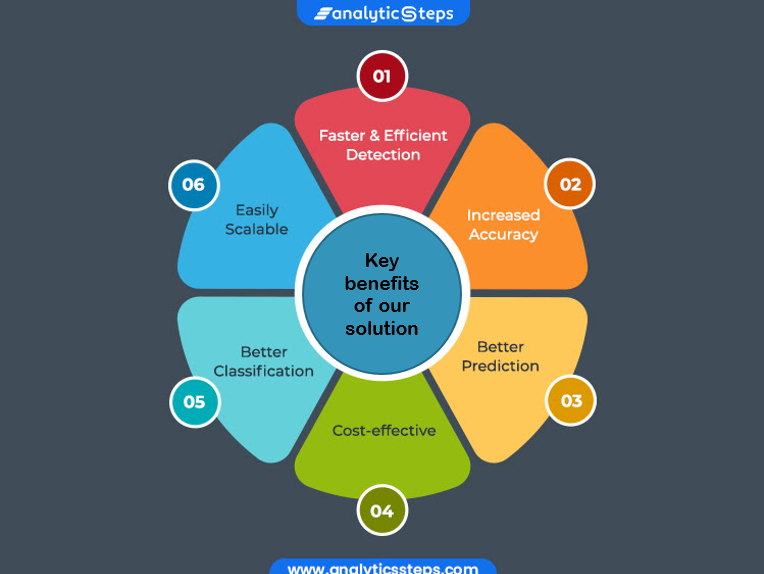 analyticSteps
01
Faster & Efficient
Detection
02
Increased
Accuracy
03
Better
Prediction
04
Cost-effective
05
Better
Classification
06
Easily
Scalable
Key
benefits
of our
solution
www.analyticssteps.com